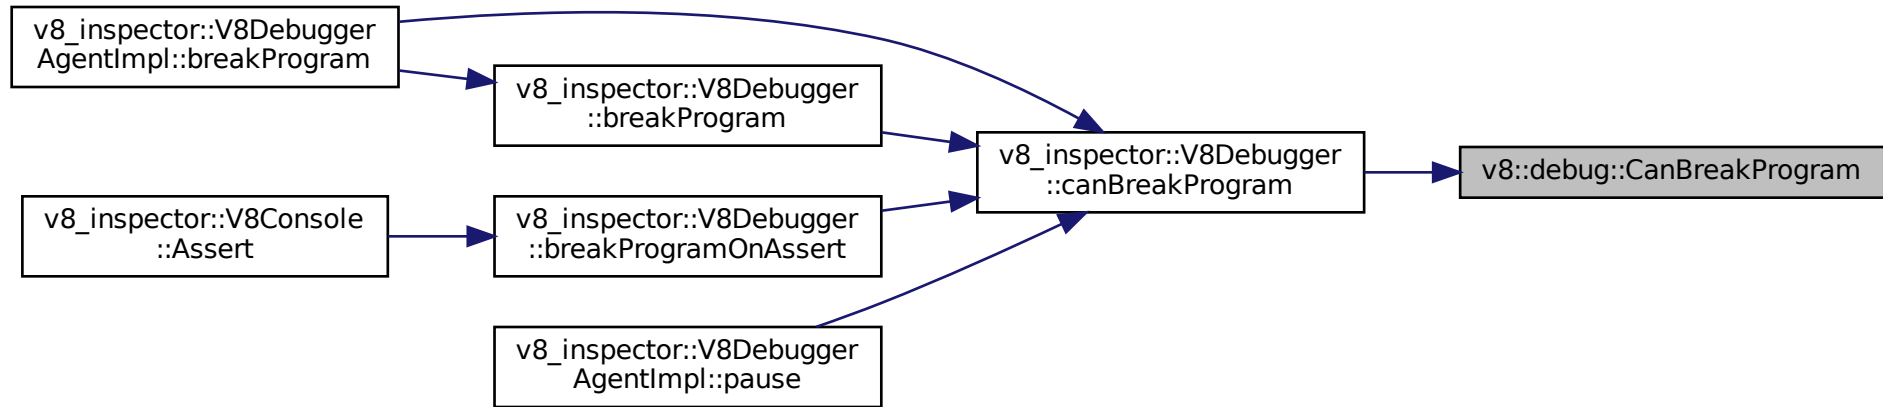 v8_inspector::V8Debugger
AgentImpl::breakProgram
v8_inspector::V8Debugger
::breakProgram
v8_inspector::V8Debugger
::canBreakProgram
v8::debug::CanBreakProgram
v8_inspector::V8Console
::Assert
v8_inspector::V8Debugger
::breakProgramOnAssert
v8_inspector::V8Debugger
AgentImpl::pause